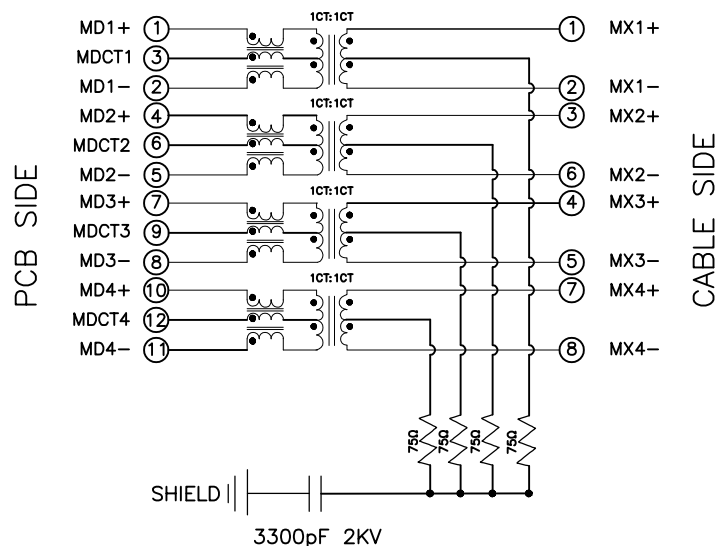 1CT:1CT
MD1+ 1 1 MX1+
MDCT1 3
MD1− 2 2 MX1−
1CT:1CT
MD2+ 4 3 MX2+
MDCT2 6
MD2− 5 6 MX2−
1CT:1CT
MD3+ 7 4 MX3+
MDCT3 9
MD3− 8 5 MX3−
1CT:1CT
MD4+ 10 7 MX4+
MDCT4 12
MD4− 11 8 MX4−
PCB SIDE
CABLE SIDE
75Ω 75Ω 75Ω 75Ω
SHIELD
3300pF 2KV